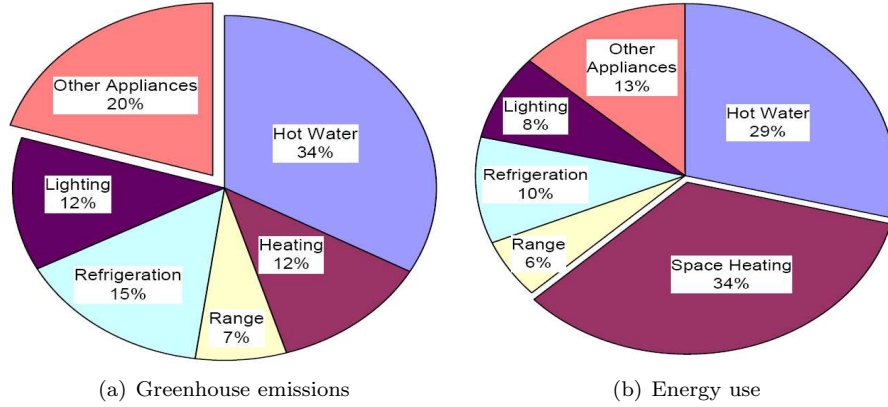 Other Appliances
20%
Hot Water
34%
Lighting
12%
Heating
12%
Refrigeration
15%
Range
7%
(a) Greenhouse emissions
Other
Appliances
13%
Hot Water
29%
Lighting
8%
Refrigeration
10%
Range
6%
Space Heating
34%
(b) Energy use